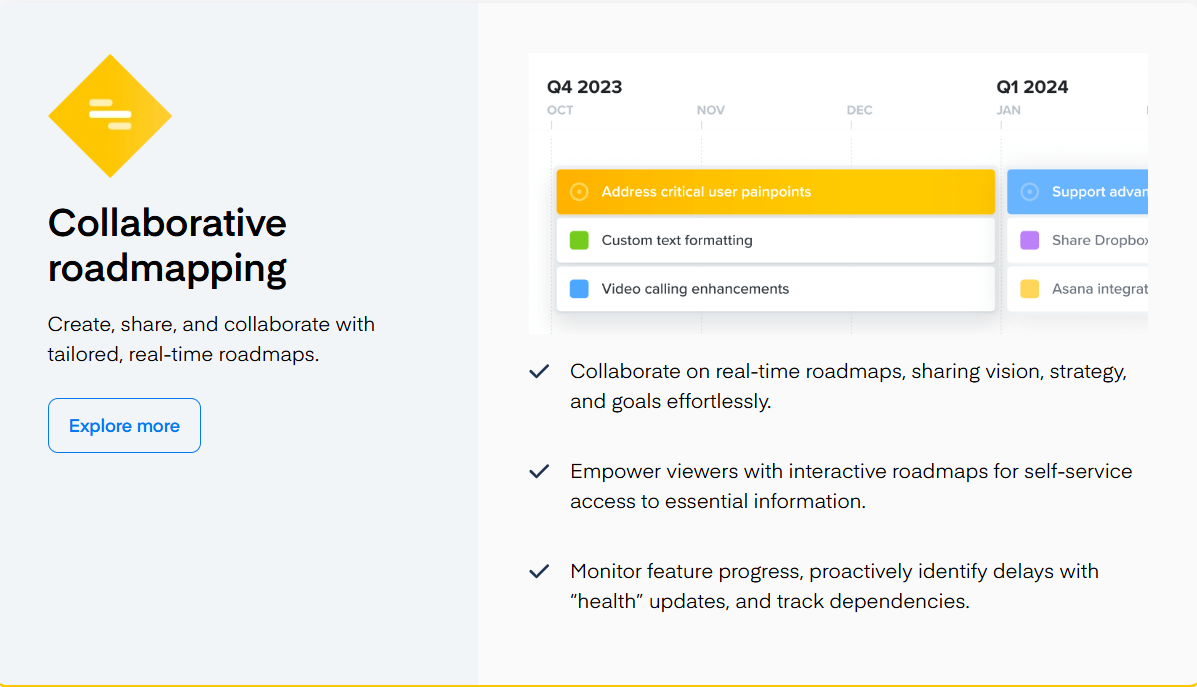 Collaborative
roadmapping
Create, share, and collaborate with
tailored, real-time roadmaps.
Explore more
Q4 2023
Q1 2024
OCT
NOV
DEC
JAN
Address critical user painpoints
Support
Custom text formatting
Share
Video calling enhancements
Asana
Collaborate on real-time roadmaps, sharing vision, strategy,
and goals effortlessly.
Empower viewers with interactive roadmaps for self-service
access to essential information.
Monitor feature progress, proactively identify delays with
“health” updates, and track dependencies.